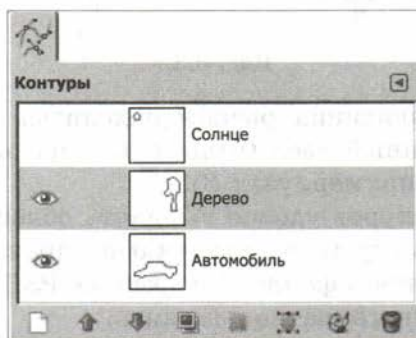 Контуры
Солнце
Дерево
Автомобиль